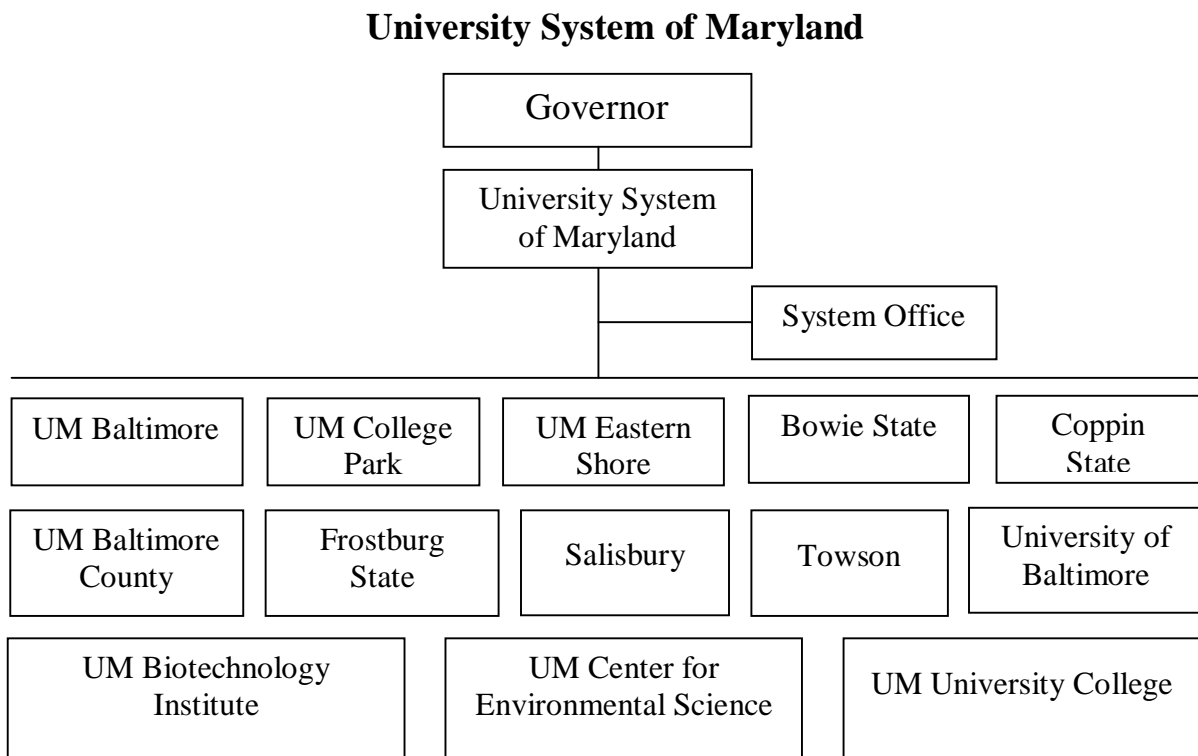 University System of Maryland
Governor
University System
of Maryland
System Office
UM Baltimore
UM College
Park
UM Eastern
Shore
Bowie State
Coppin
State
UM Baltimore
County
Frostburg
State
Salisbury
Towson
University of
Baltimore
UM Biotechnology
Institute
UM Center for
Environmental Science
UM University College